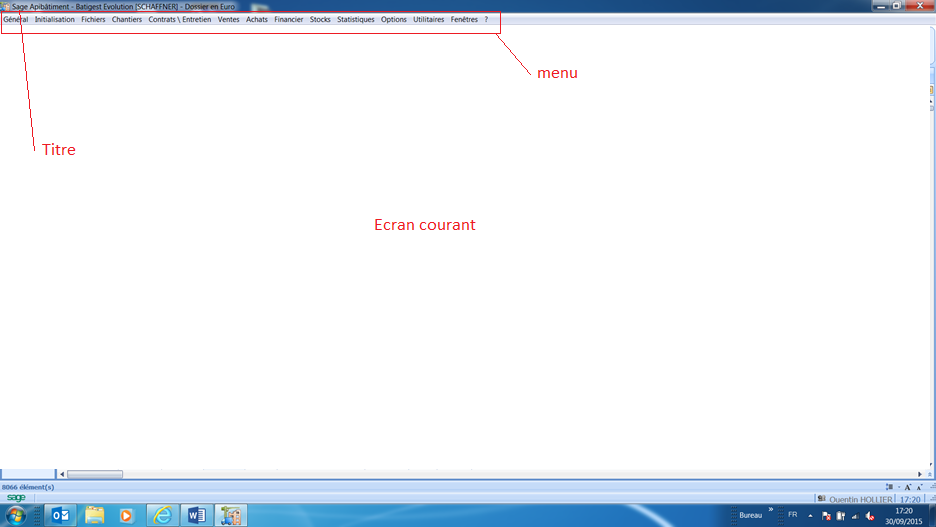 Sage Apibâtiment - Batigest Evolution [SCHAFFNER] - Dossier en Euro
Général Initialisation Fichiers Chantiers Contrats \ Entretien Ventes Achats Financier Stocks Statistiques Options Utilitaires Fenêtres ?
menu
Titre
Ecran courant
8066 élément(s)
sage
Quentin HOLLIER 17:20
Bureau » FR 17:20
30/09/2015